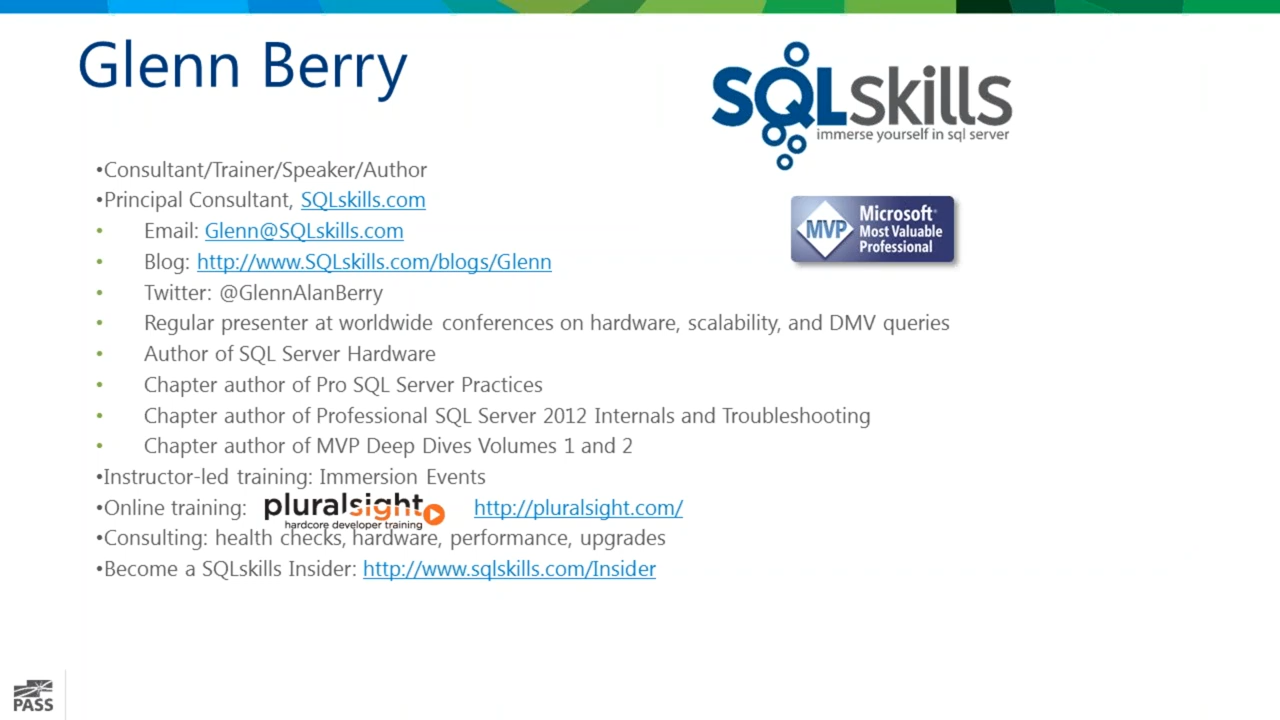 Glenn Berry
SQLskills
immerse yourself in sql server
•Consultant/Trainer/Speaker/Author
•Principal Consultant, SQLskills.com
• Email: Glenn@SQLskills.com
• Blog: http://www.SQLskills.com/blogs/Glenn
• Twitter: @GlennAlanBerry
• Regular presenter at worldwide conferences on hardware, scalability, and DMV queries
• Author of SQL Server Hardware
• Chapter author of Pro SQL Server Practices
• Chapter author of Professional SQL Server 2012 Internals and Troubleshooting
• Chapter author of MVP Deep Dives Volumes 1 and 2
MVP
Microsoft®
Most Valuable
Professional
•Instructor-led training: Immersion Events
•Online training: pluralsight http://pluralsight.com/
hardcore developer training
•Consulting: health checks, hardware, performance, upgrades
•Become a SQLskills Insider: http://www.sqlskills.com/Insider
PASS